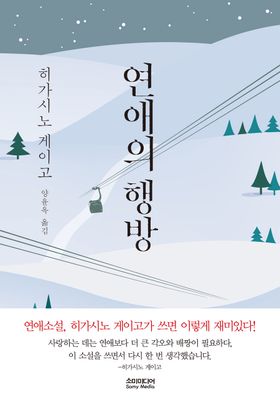 연애의 행방
히가시노 게이고
양윤옥 옮김
연애소설, 히가시노 게이고가 쓰면 이렇게 재미있다!
사랑하는 데는 연애보다 더 큰 각오와 배짱이 필요하다.
이 소설을 쓰면서 다시 한 번 생각했습니다.
-히가시노 게이고
소미미디어
Somy Media